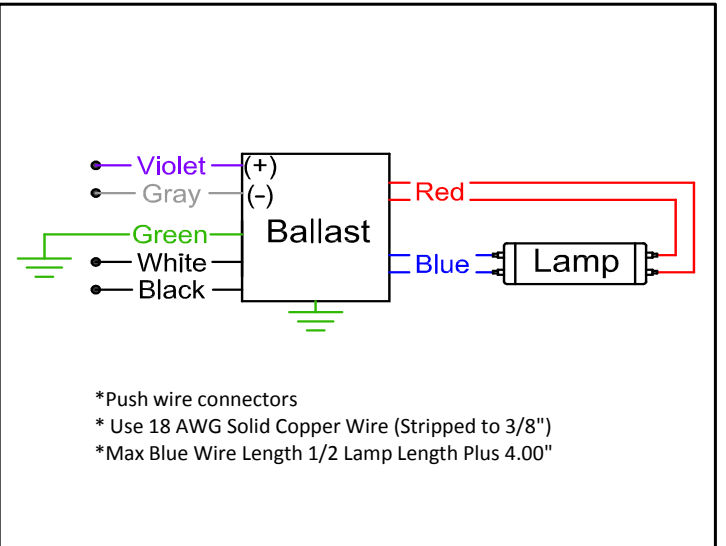 Violet (+)
Gray (-)
Red
Green
Ballast
White
Blue
Lamp
Black
*Push wire connectors
* Use 18 AWG Solid Copper Wire (Stripped to 3/8")
*Max Blue Wire Length 1/2 Lamp Length Plus 4.00"